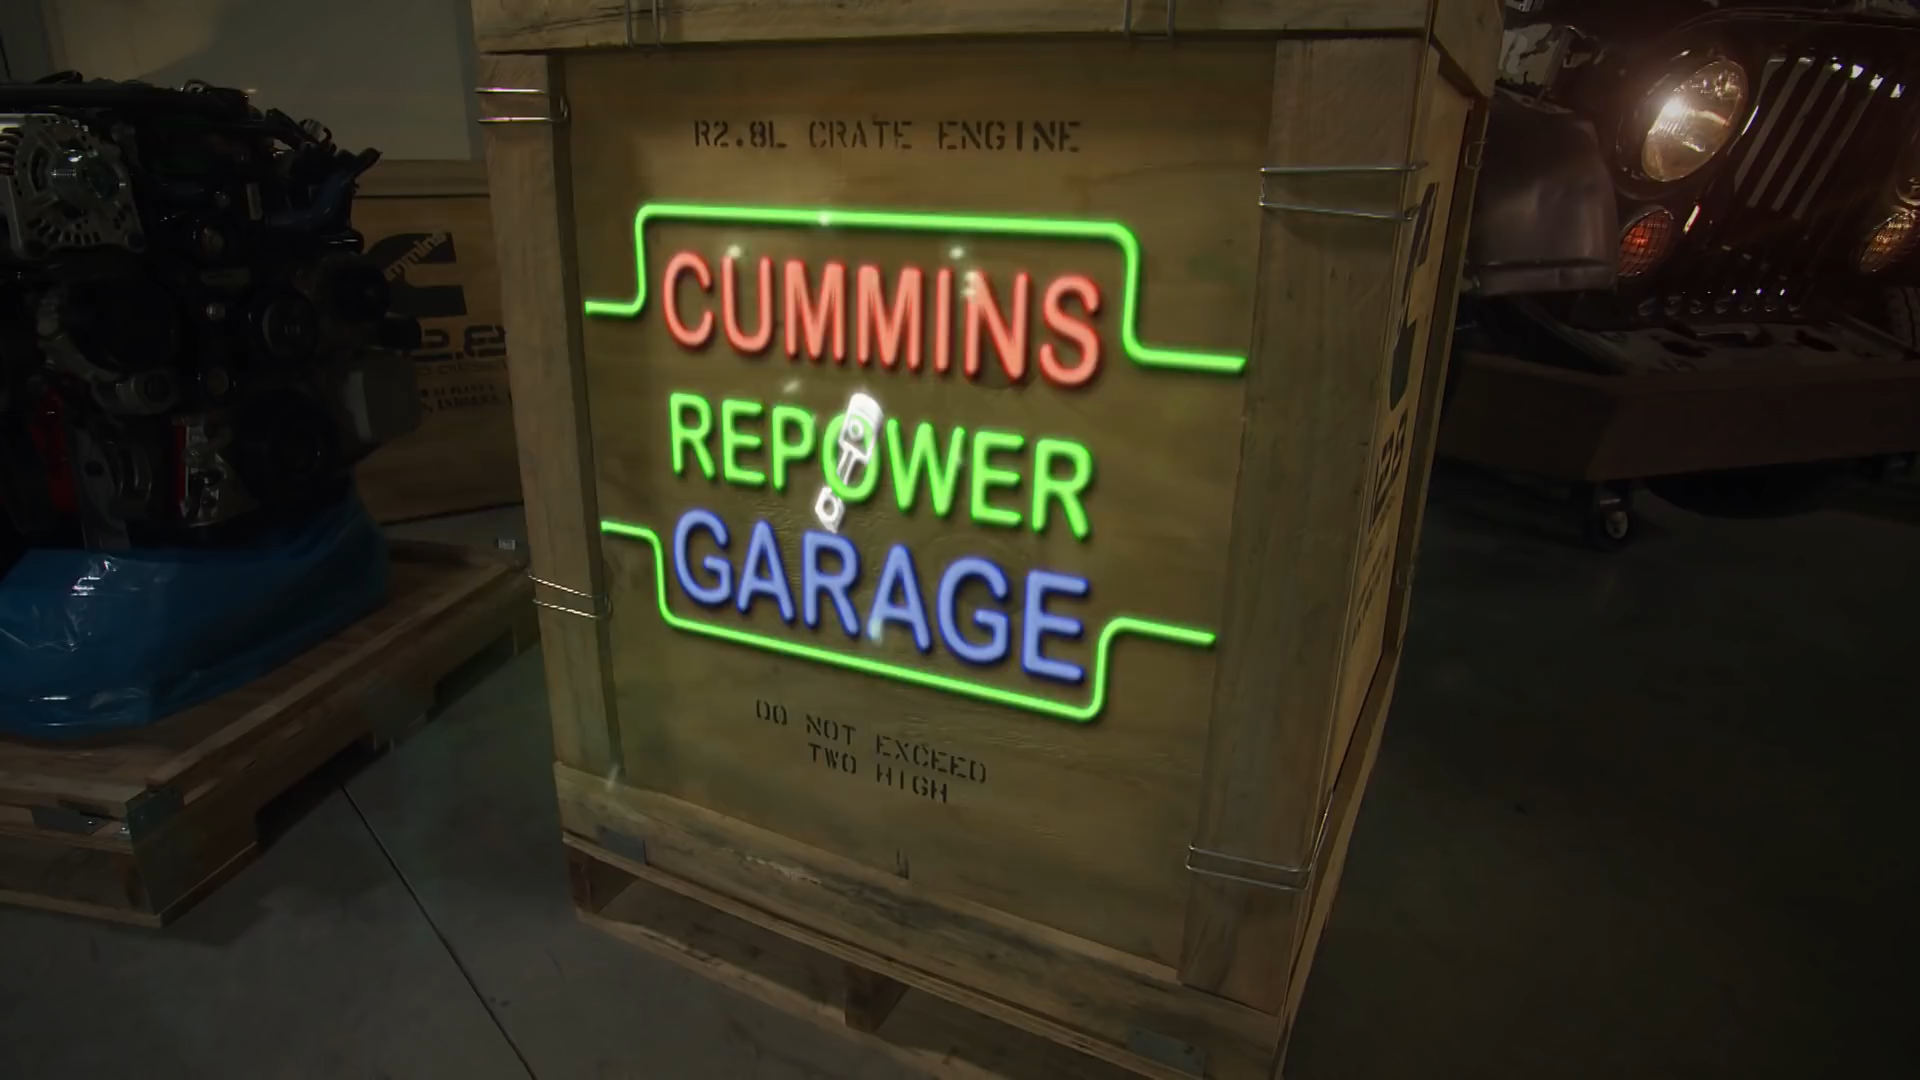 R2.8L CRATE ENGINE
CUMMINS
REPOWER
GARAGE
DO NOT EXCEED
TWO HIGH